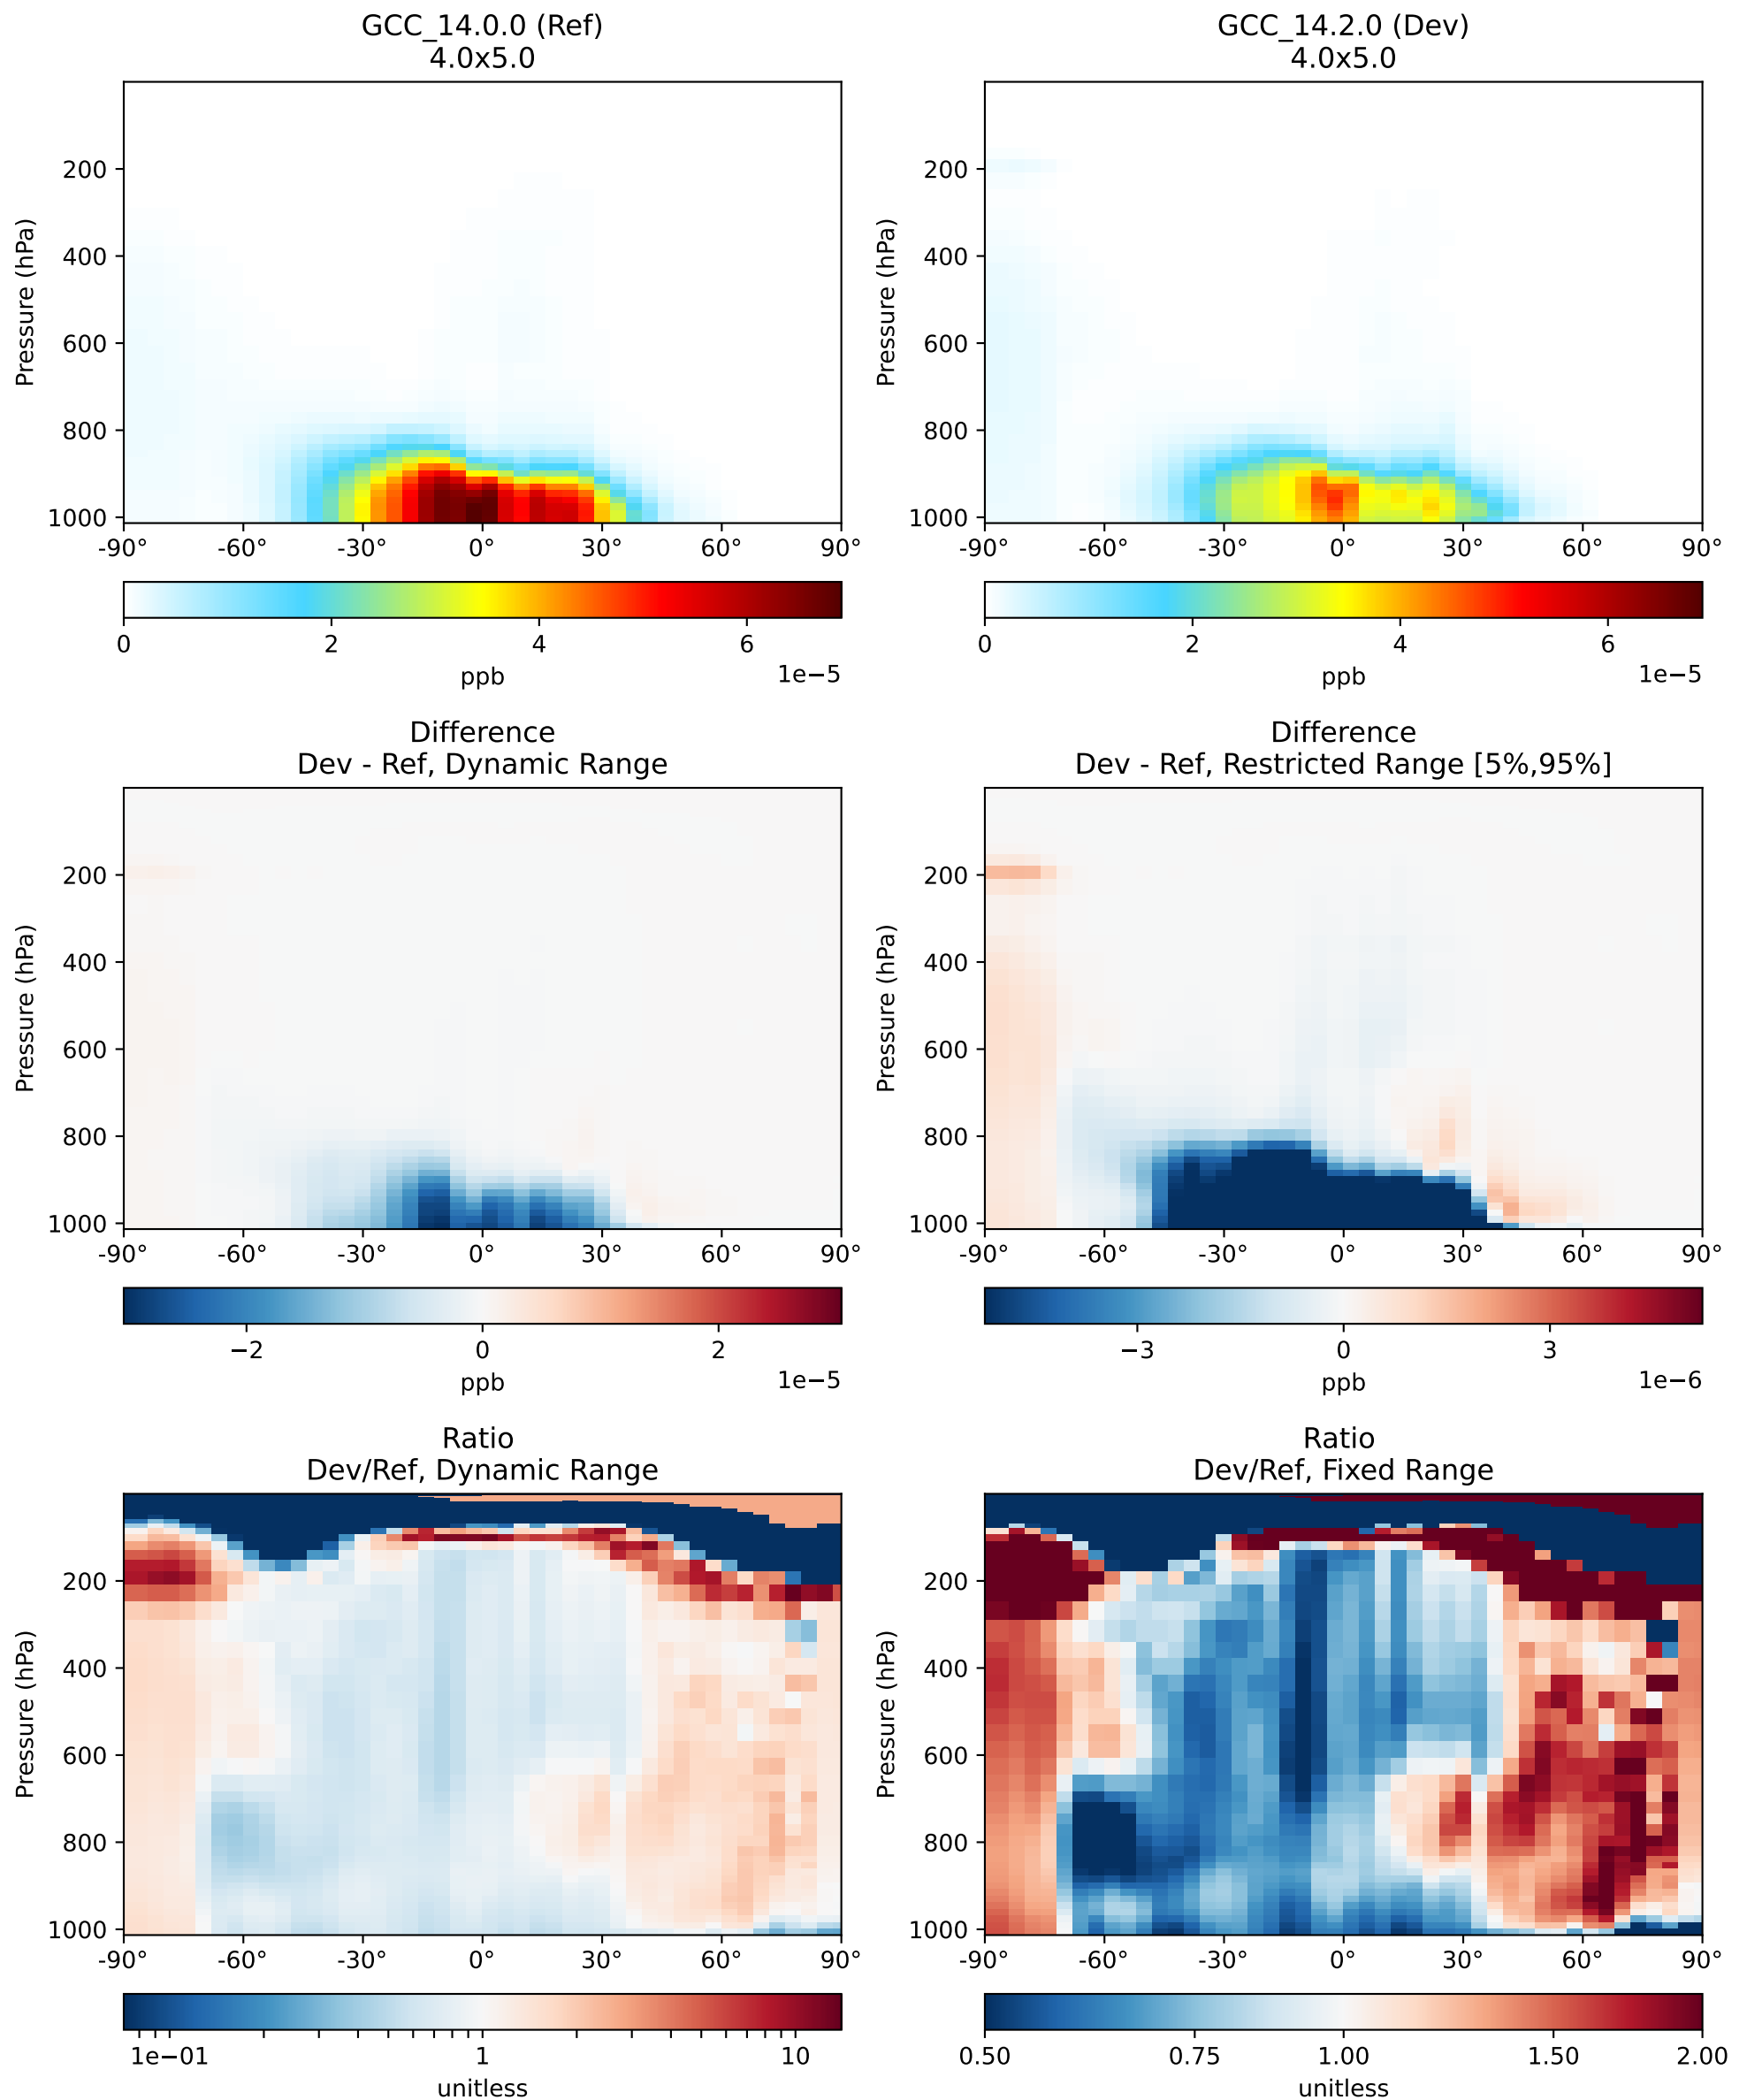 GCC_14.0.0 (Ref)
4.0x5.0
Pressure (hPa)
200
400
600
800
1000
-90° -60° -30° 0° 30° 60° 90°
0 2 4 6
ppb
1e−5
GCC_14.2.0 (Dev)
4.0x5.0
Pressure (hPa)
200
400
600
800
1000
-90° -60° -30° 0° 30° 60° 90°
0 2 4 6
ppb
1e−5
Difference
Dev - Ref, Dynamic Range
Pressure (hPa)
200
400
600
800
1000
-90° -60° -30° 0° 30° 60° 90°
−2 0 2
ppb
1e−5
Difference
Dev - Ref, Restricted Range [5%,95%]
Pressure (hPa)
200
400
600
800
1000
-90° -60° -30° 0° 30° 60° 90°
−3 0 3
ppb
1e−6
Ratio
Dev/Ref, Dynamic Range
Pressure (hPa)
200
400
600
800
1000
-90° -60° -30° 0° 30° 60° 90°
1e−01 1 10
unitless
Ratio
Dev/Ref, Fixed Range
Pressure (hPa)
200
400
600
800
1000
-90° -60° -30° 0° 30° 60° 90°
0.50 0.75 1.00 1.50 2.00
unitless